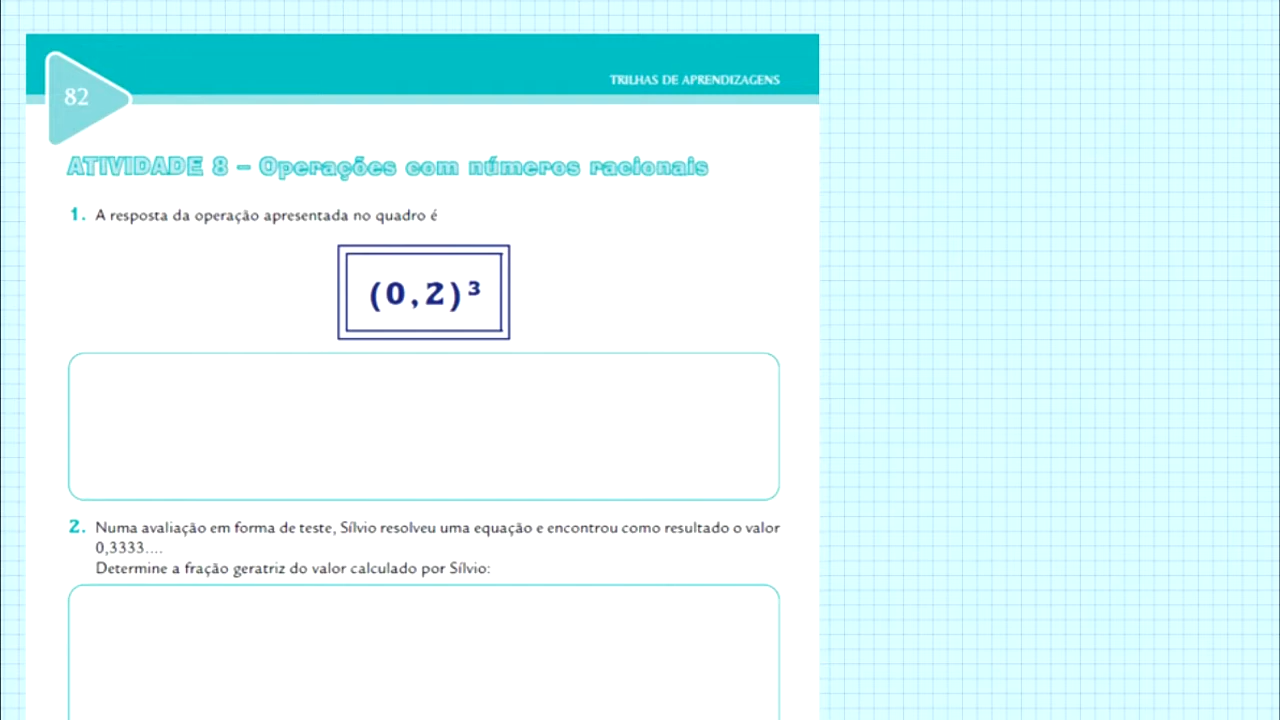 TRILHAS DE APRENDIZAGENS
82
ATIVIDADE 8 – Operações com números racionais
1. A resposta da operação apresentada no quadro é
(0,2)³
2. Numa avaliação em forma de teste, Sílvio resolveu uma equação e encontrou como resultado o valor
0,3333....
Determine a fração geratriz do valor calculado por Sílvio: